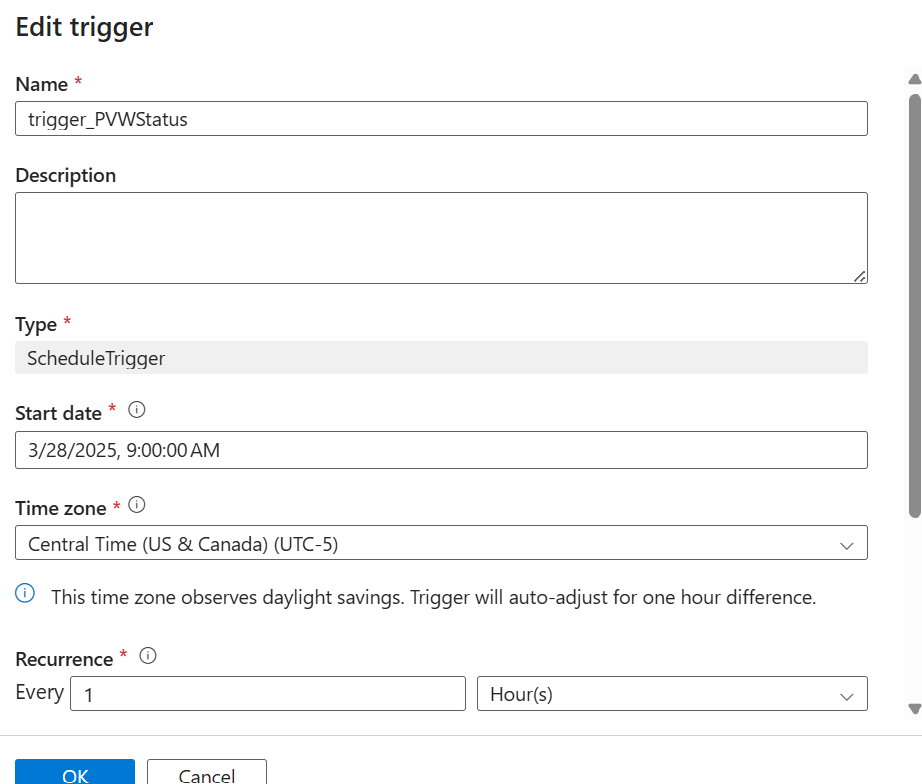 Edit trigger
Name *
trigger_PVWStatus
Description
Type *
ScheduleTrigger
Start date *
3/28/2025, 9:00:00 AM
Time zone *
Central Time (US & Canada) (UTC-5)
This time zone observes daylight savings. Trigger will auto-adjust for one hour difference.
Recurrence *
Every 1 Hour(s)
OK Cancel